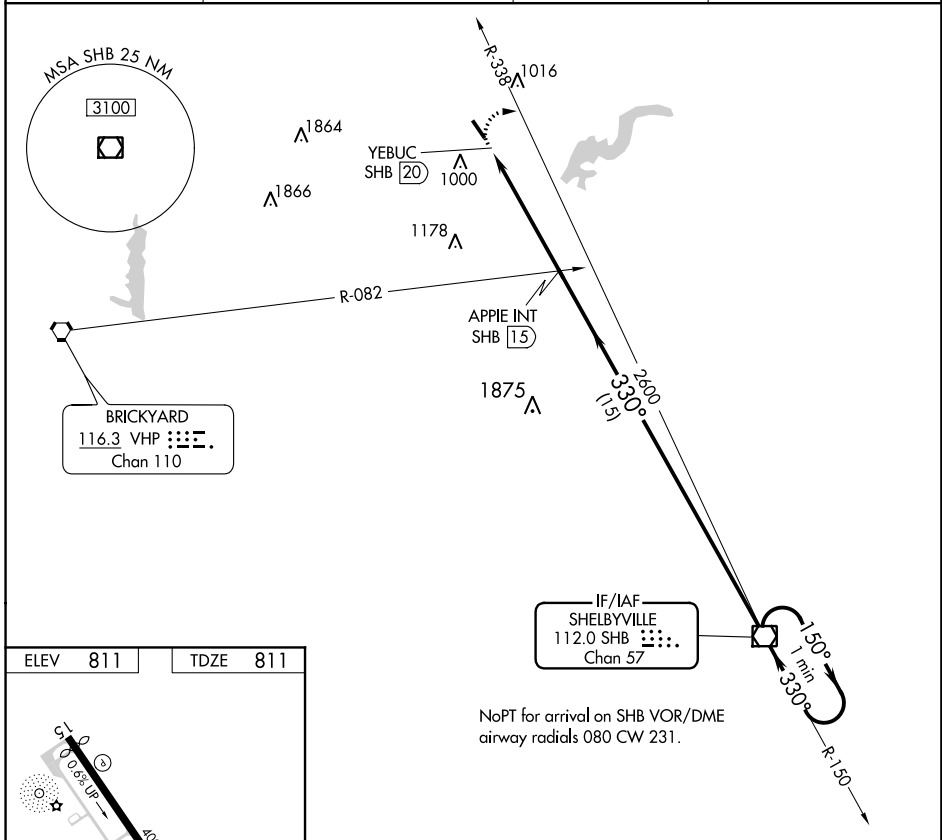 MSA SHB 25 NM
3100
R-338
1016
1864
1866
YEBUC
SHB 20
1000
1178
R-082
APPIE INT
SHB 15
1875
2600
330°
(15)
BRICKYARD
116.3 VHP
Chan 110
IF/IAF
SHELBYVILLE
112.0 SHB
Chan 57
150°
1 min
330°
R-150
NoPT for arrival on SHB VOR/DME
airway radials 080 CW 231.
ELEV 811
TDZE 811
15
0.6% UP
P